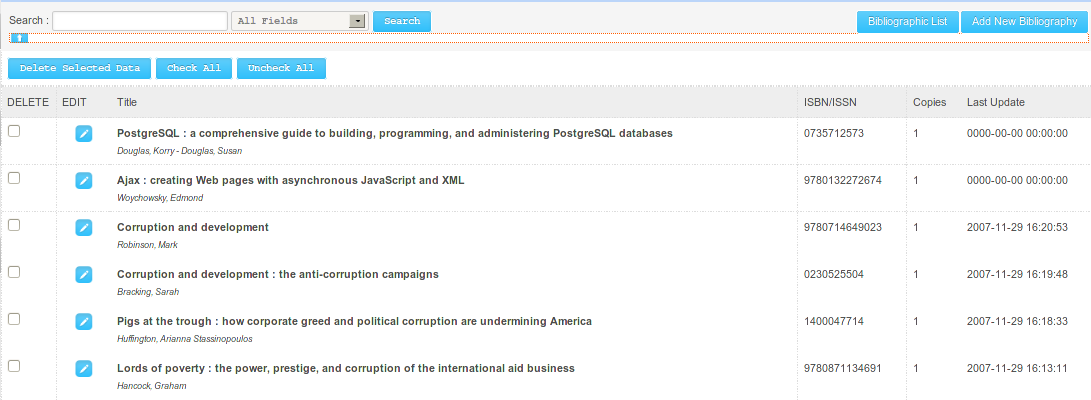 Search : All Fields Search Bibliographic List Add New Bibliography
Delete Selected Data Check All Uncheck All
DELETE EDIT Title ISBN/ISSN Copies Last Update
PostgreSQL : a comprehensive guide to building, programming, and administering PostgreSQL databases 0735712573 1 0000-00-00 00:00:00
Douglas, Korry - Douglas, Susan
Ajax : creating Web pages with asynchronous JavaScript and XML 9780132272674 1 0000-00-00 00:00:00
Woychowsky, Edmond
Corruption and development 9780714649023 1 2007-11-29 16:20:53
Robinson, Mark
Corruption and development : the anti-corruption campaigns 0230525504 1 2007-11-29 16:19:48
Bracking, Sarah
Pigs at the trough : how corporate greed and political corruption are undermining America 1400047714 1 2007-11-29 16:18:33
Huffington, Arianna Stassinopoulos
Lords of poverty : the power, prestige, and corruption of the international aid business 9780871134691 1 2007-11-29 16:13:11
Hancock, Graham